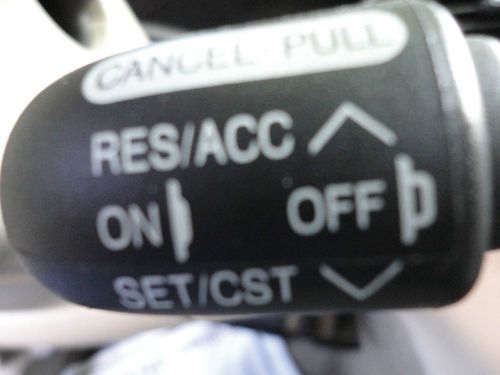 CANCEL-PULL
RES/ACC
ON OFF
SET/CST